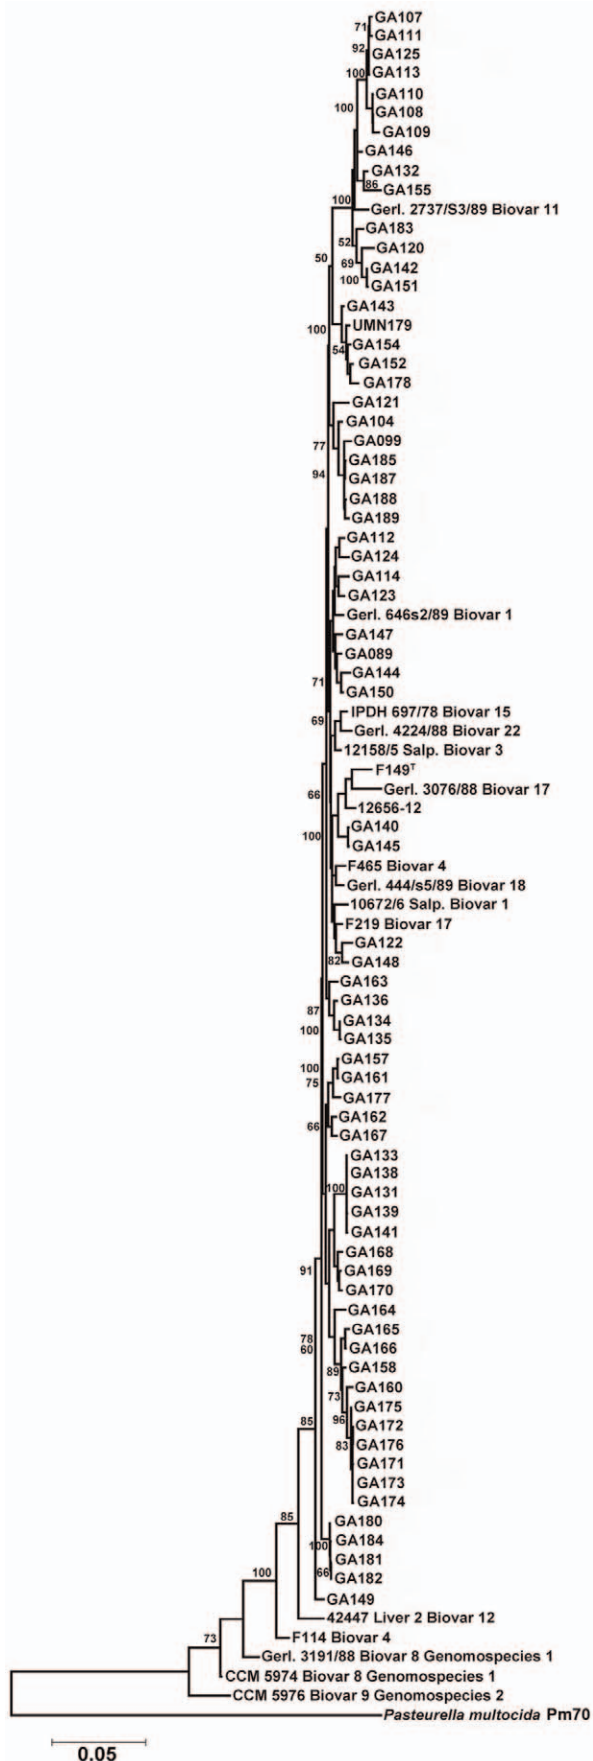 GA107
71
GA111
92
GA125
100
GA113
GA110
100
GA108
GA109
GA146
GA132
86
GA155
100
Gerl. 2737/S3/89 Biovar 11
GA183
52
GA120
50
69
GA142
100
GA151
GA143
100
UMN179
GA154
54
GA152
GA178
GA121
GA104
GA099
77
GA185
94
GA187
GA188
GA189
GA112
GA124
GA114
GA123
Gerl. 646s2/89 Biovar 1
GA147
GA089
GA144
71
GA150
IPDH 697/78 Biovar 15
69
Gerl. 4224/88 Biovar 22
12158/5 Salp. Biovar 3
F149T
Gerl. 3076/88 Biovar 17
66
12656-12
GA140
100
GA145
F465 Biovar 4
Gerl. 444/s5/89 Biovar 18
10672/6 Salp. Biovar 1
F219 Biovar 17
GA122
82
GA148
GA163
GA136
87
GA134
100
GA135
GA157
100
GA161
75
GA177
GA162
66
GA167
GA133
GA138
100
GA131
GA139
GA141
GA168
91
GA169
GA170
GA164
GA165
78
GA166
60
GA158
89
GA160
73
GA175
96
GA172
85
GA176
83
GA171
GA173
GA174
85
GA180
GA184
100
GA181
100
66
GA182
GA149
42447 Liver 2 Biovar 12
73
F114 Biovar 4
Gerl. 3191/88 Biovar 8 Genomospecies 1
CCM 5974 Biovar 8 Genomospecies 1
CCM 5976 Biovar 9 Genomospecies 2
Pasteurella multocida Pm70
0.05